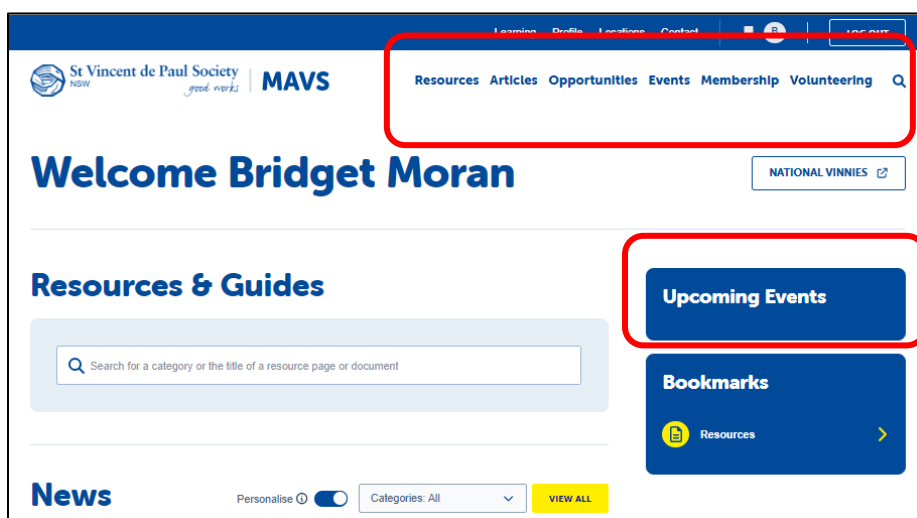 Learning Profile Locations Contact B LOG OUT
St Vincent de Paul Society
NSW good works MAVS
Resources Articles Opportunities Events Membership Volunteering
Welcome Bridget Moran
NATIONAL VINNIES
Resources & Guides
Search for a category or the title of a resource page or document
Upcoming Events
Bookmarks
Resources
News
Personalise
Categories: All
VIEW ALL